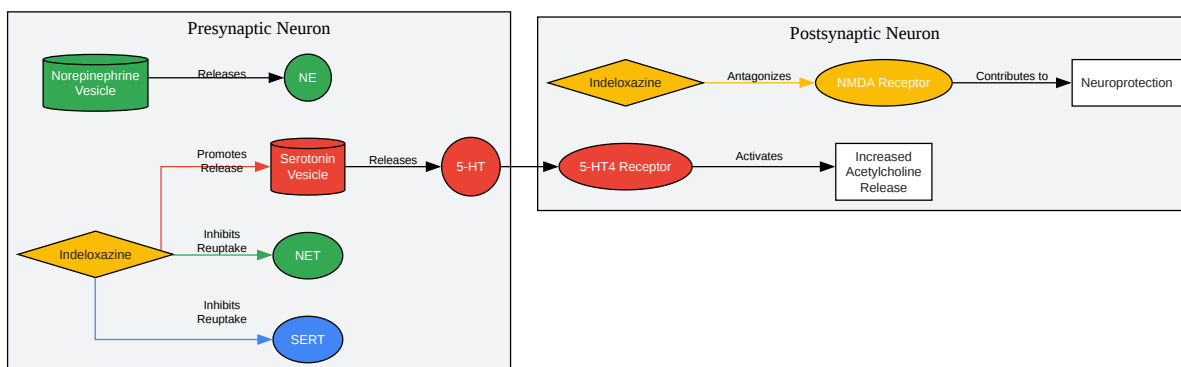 Presynaptic Neuron
Norepinephrine
Vesicle
Releases
NE
Promotes
Release
Serotonin
Vesicle
Releases
5-HT
Indeloxazine
Inhibits
Reuptake
NET
Inhibits
Reuptake
SERT
Postsynaptic Neuron
Indeloxazine
Antagonizes
NMDA Receptor
Contributes to
Neuroprotection
5-HT4 Receptor
Activates
Increased
Acetylcholine
Release